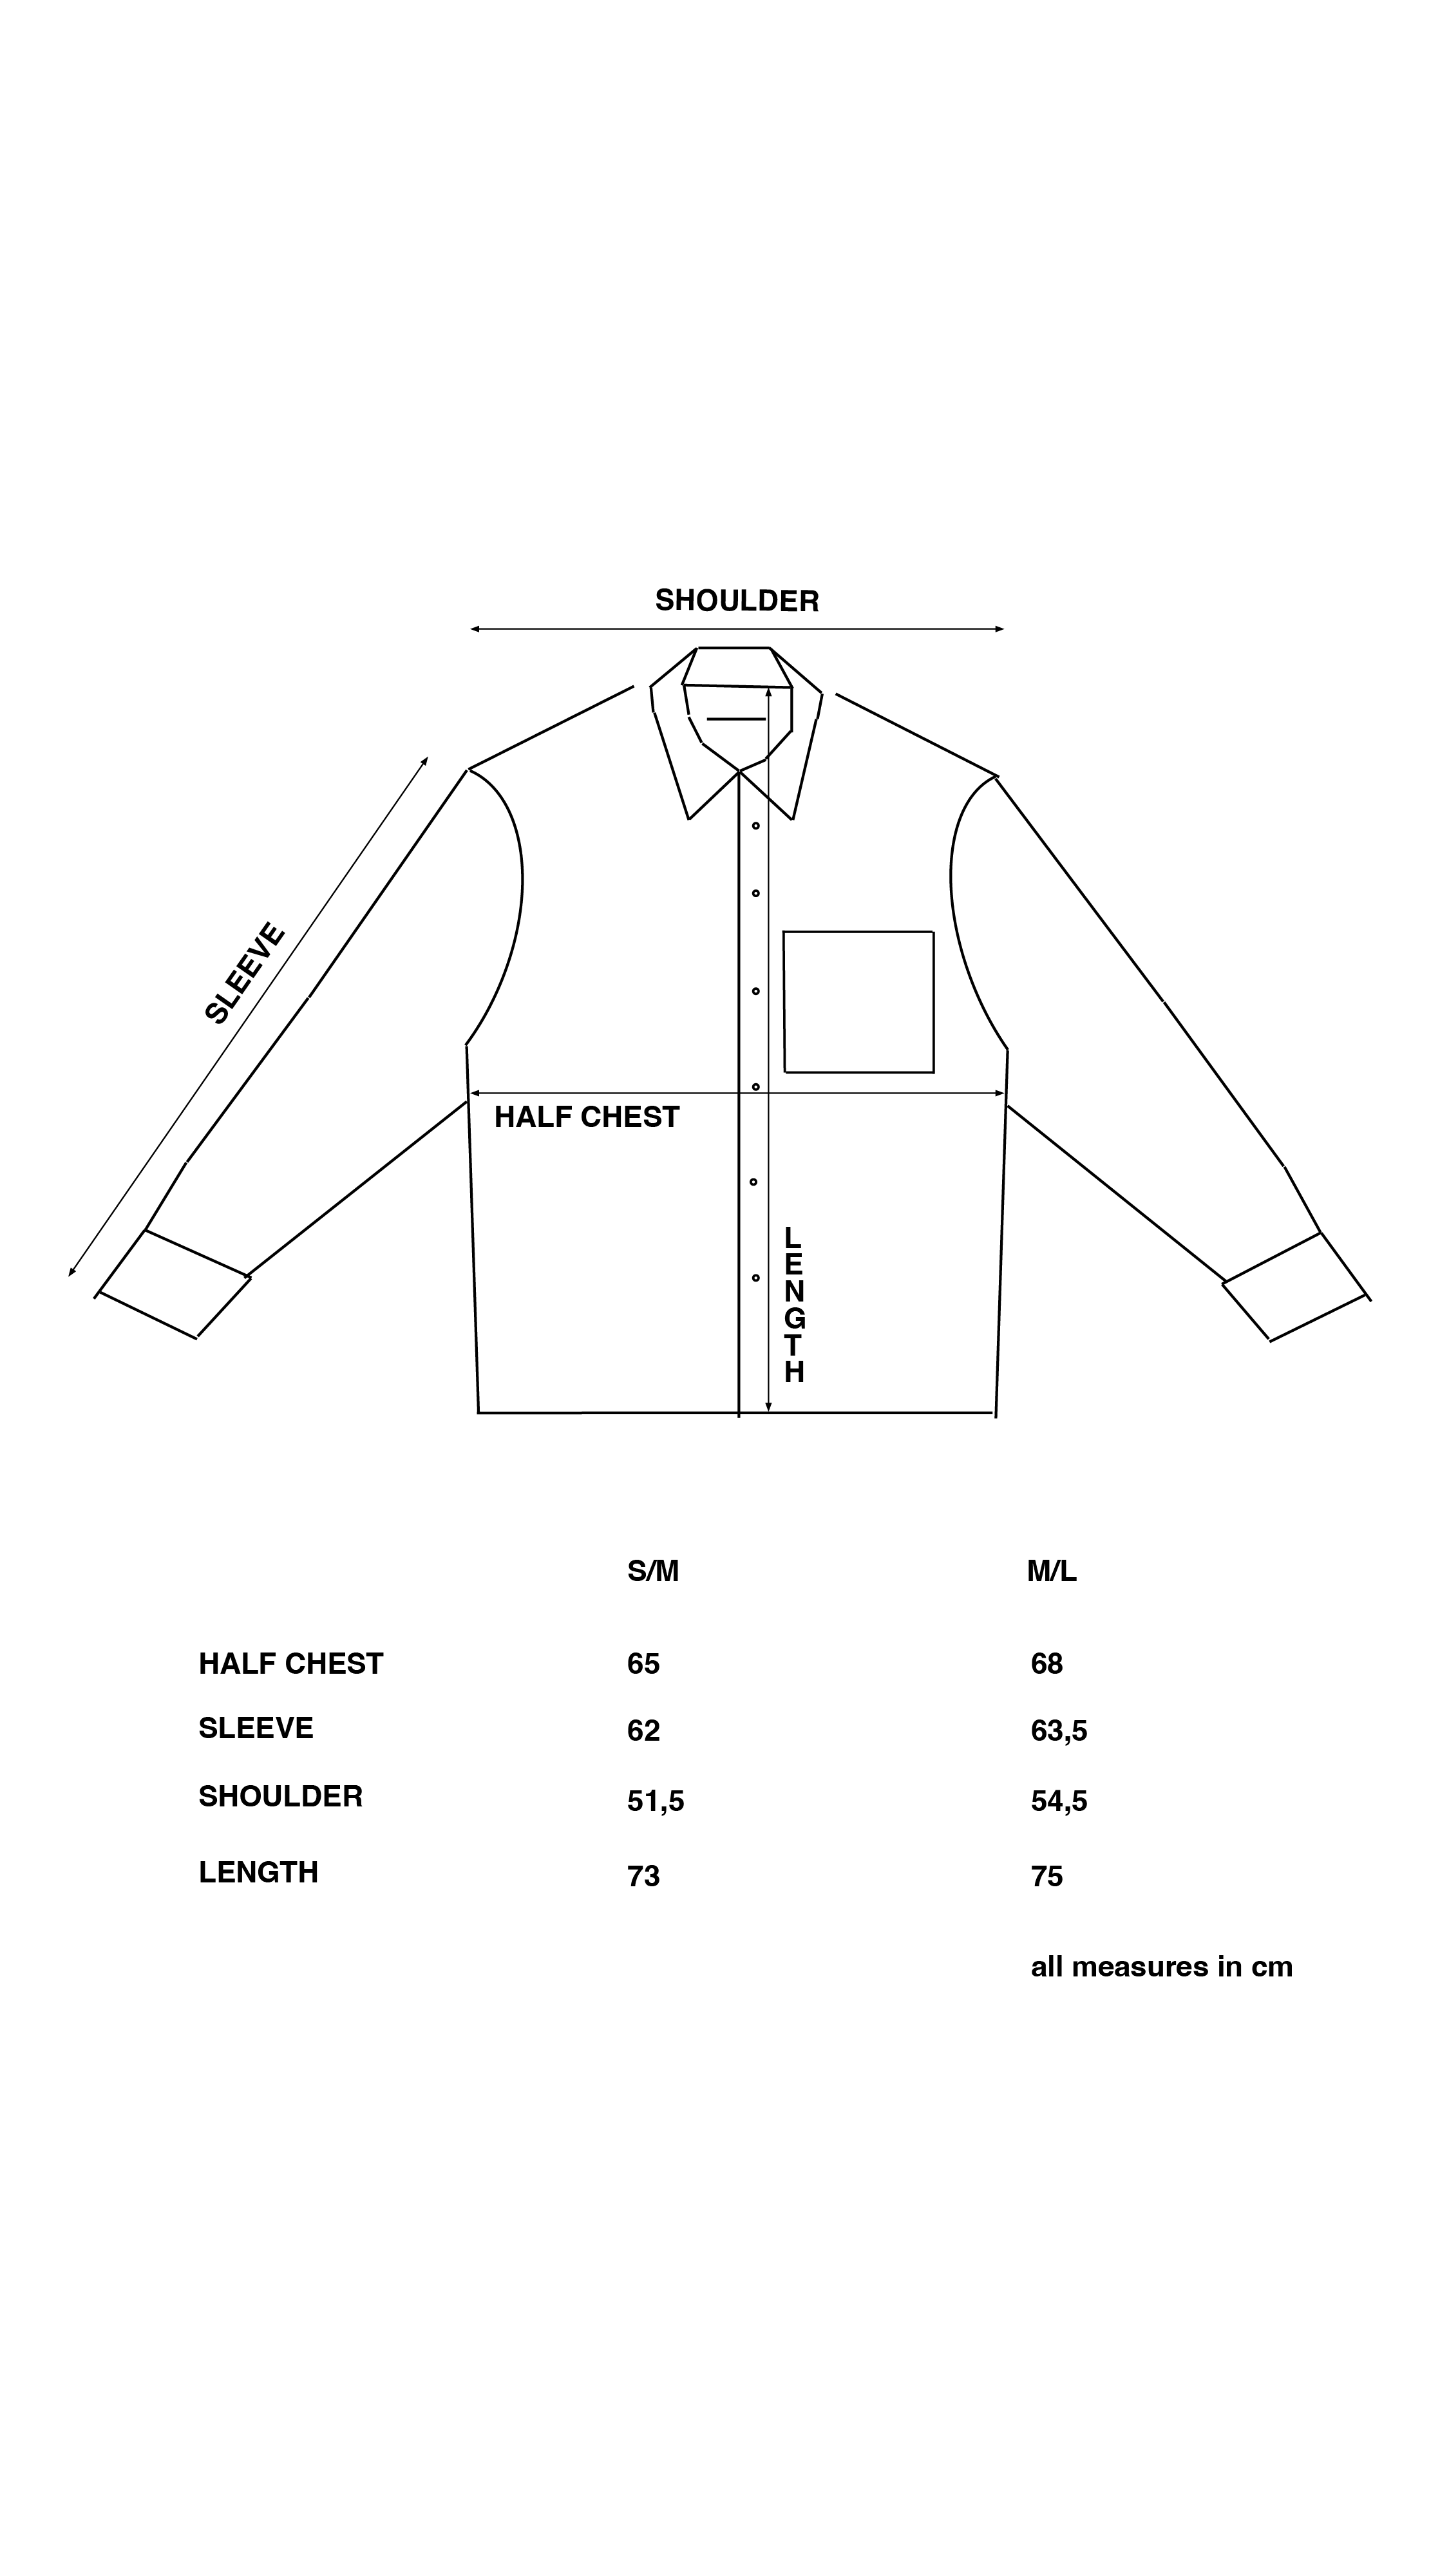 SHOULDER
SLEEVE
HALF CHEST
LENGTH
S/M M/L
HALF CHEST 65 68
SLEEVE 62 63,5
SHOULDER 51,5 54,5
LENGTH 73 75
all measures in cm